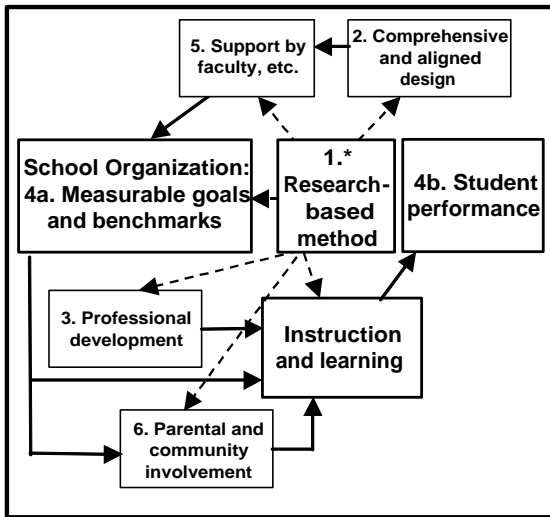 5. Support by
faculty, etc.
2. Comprehensive
and aligned
design
School Organization:
4a. Measurable goals
and benchmarks
1.*
Research-
based
method
4b. Student
performance
3. Professional
development
Instruction
and learning
6. Parental and
community
involvement